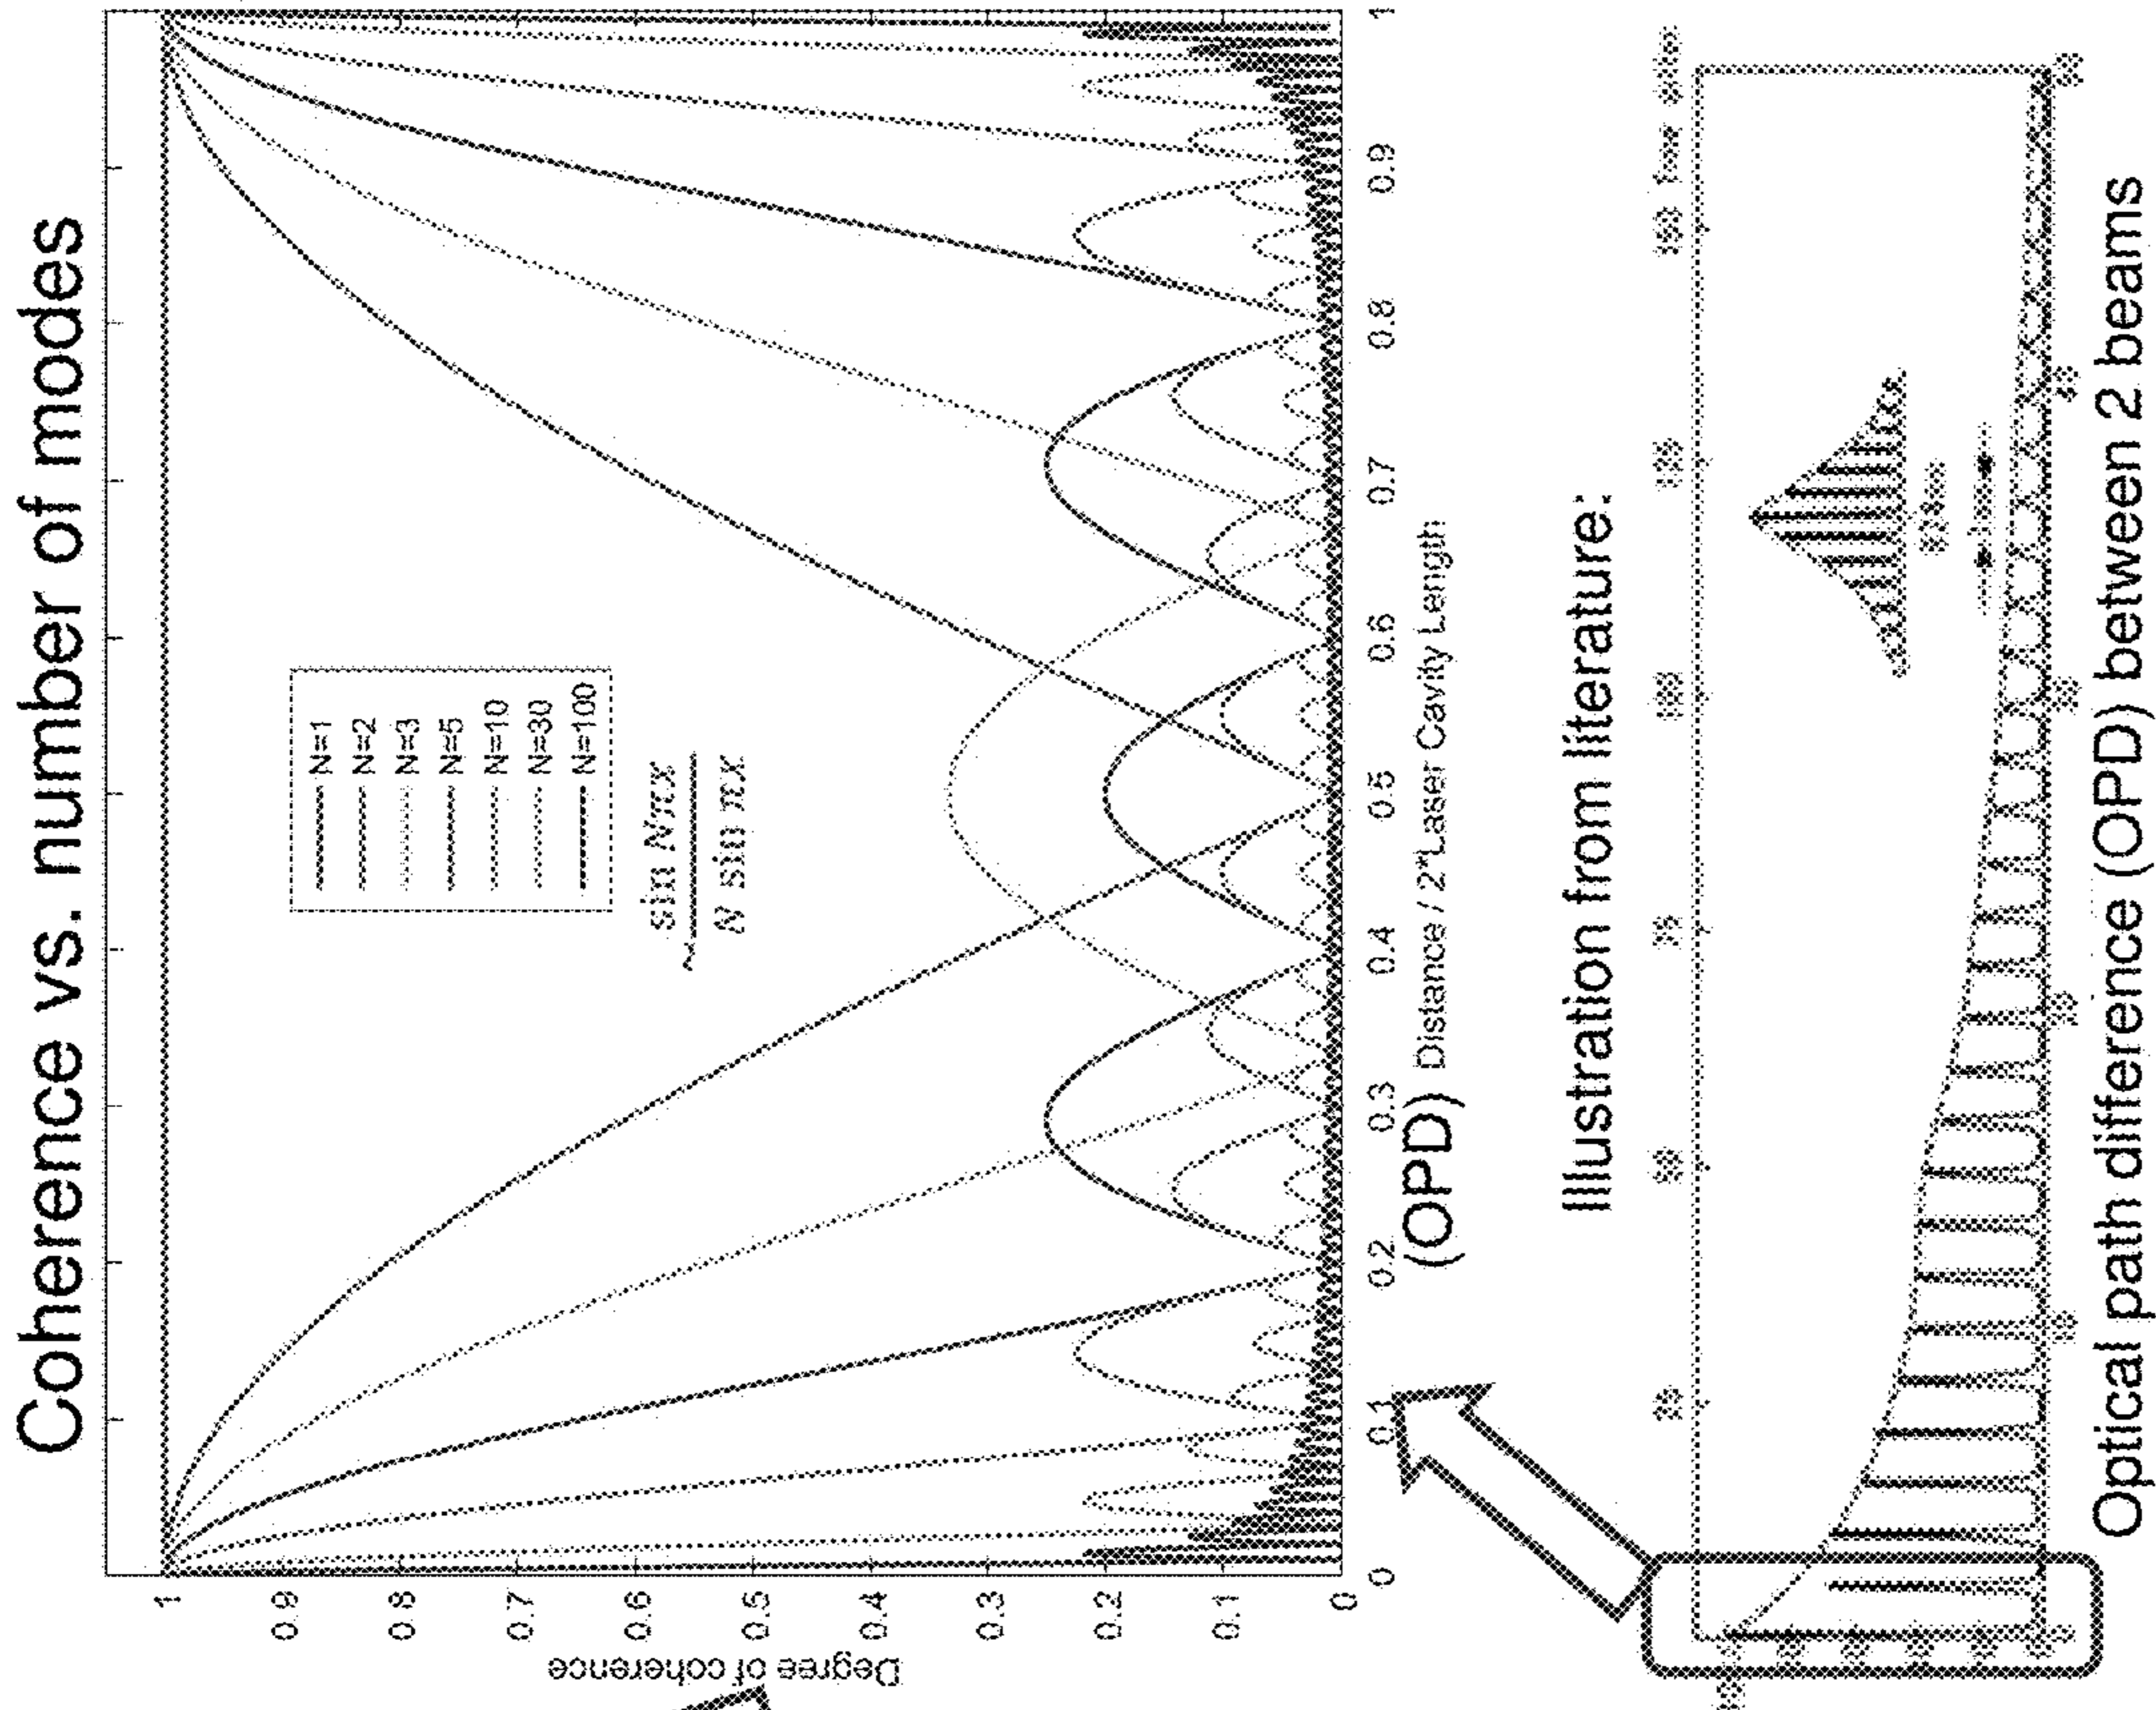 Coherence vs. number of modes
1
0.9
0.8
0.7
0.6
0.5
0.4
0.3
0.2
0.1
0
Degree of coherence
N=1
N=2
N=3
N=5
N=10
N=30
N=100
~ sin Nπx
N sin πx
0 0.1 0.2 0.3 0.4 0.5 0.6 0.7 0.8 0.9 1
(OPD) Distance / 2*Laser Cavity Length
Illustration from literature:
Optical path difference (OPD) between 2 beams